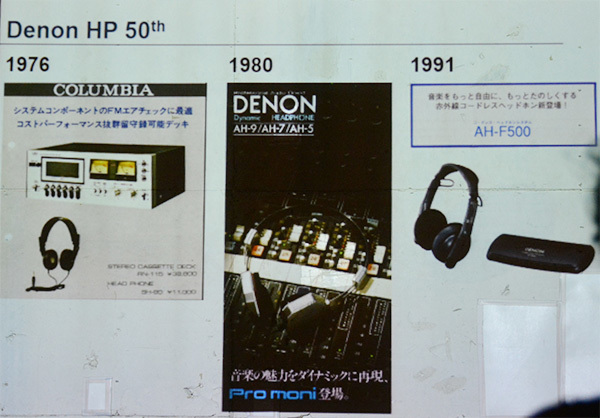 Denon HP 50th
1976
COLUMBIA
システムコンポーネントのFMエアチェックに最適
コストパーフォーマンス抜群留守録可能デッキ
STEREO CASSETTE DECK
HEAD PHONE
SH-80 ¥11,000
1980
DENON
Dynamic HEADPHONE
AH-9/AH-7/AH-5
音楽の魅力をダイナミックに再現、
Pro moni 登場。
1991
音楽をもっと自由に、もっとたのしくする
赤外線コードレスヘッドホン新登場！
AH-F500
DENON